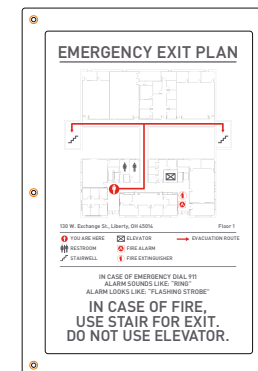 EMERGENCY EXIT PLAN
130 W. Exchange St., Liberty, OH 45014 Floor 1
YOU ARE HERE ELEVATOR EVACUATION ROUTE
RESTROOM FIRE ALARM
STAIRWELL FIRE EXTINGUISHER
IN CASE OF EMERGENCY DIAL 911
ALARM SOUNDS LIKE: "RING"
ALARM LOOKS LIKE: "FLASHING STROBE"
IN CASE OF FIRE,
USE STAIR FOR EXIT.
DO NOT USE ELEVATOR.